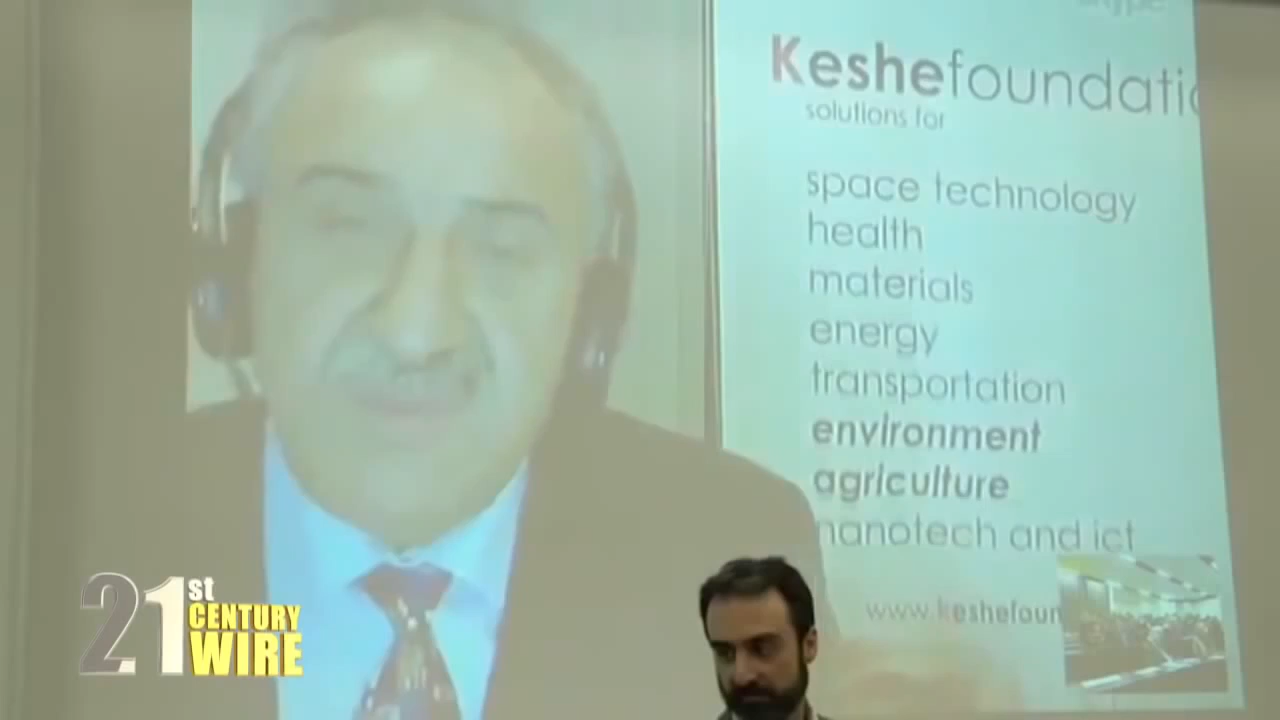 Keshefoundatio
solutions for
space technology
health
materials
energy
transportation
environment
agriculture
nanotech and ict
www.keshefoun
21st
CENTURY
WIRE